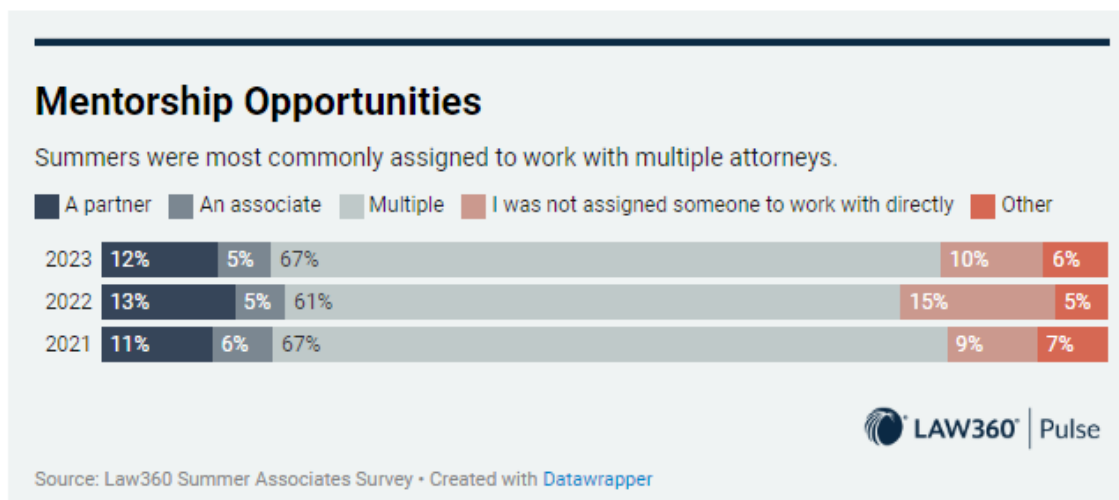 Mentorship Opportunities
Summers were most commonly assigned to work with multiple attorneys.
A partner An associate Multiple I was not assigned someone to work with directly Other
2023 12% 5% 67% 10% 6%
2022 13% 5% 61% 15% 5%
2021 11% 6% 67% 9% 7%
LAW360® | Pulse
Source: Law360 Summer Associates Survey • Created with Datawrapper